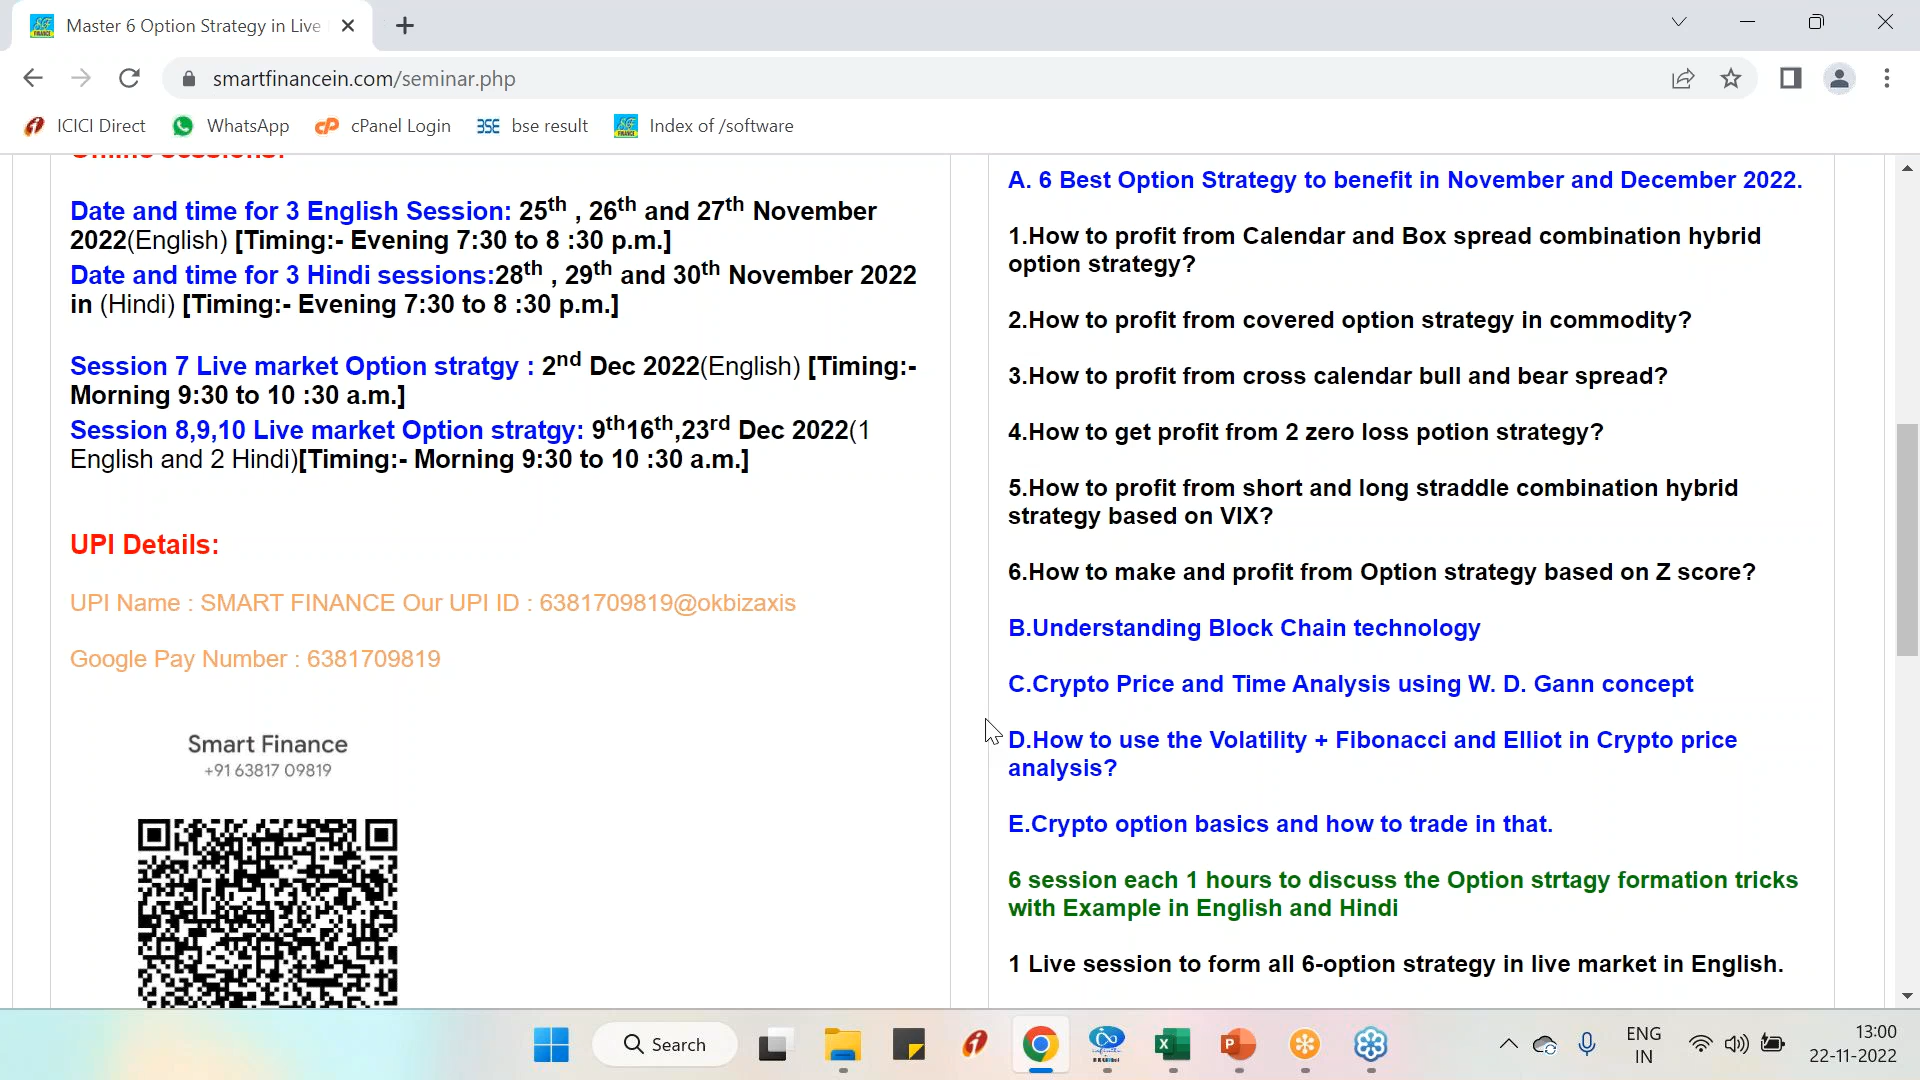 Master 6 Option Strategy in Live
smartfinancein.com/seminar.php
ICICI Direct
WhatsApp
cPanel Login
bse result
Index of /software
Online Sessions:
Date and time for 3 English Session: 25th , 26th and 27th November
2022(English) [Timing:- Evening 7:30 to 8 :30 p.m.]
Date and time for 3 Hindi sessions:28th , 29th and 30th November 2022
in (Hindi) [Timing:- Evening 7:30 to 8 :30 p.m.]
Session 7 Live market Option stratgy : 2nd Dec 2022(English) [Timing:-
Morning 9:30 to 10 :30 a.m.]
Session 8,9,10 Live market Option stratgy: 9th16th,23rd Dec 2022(1
English and 2 Hindi)[Timing:- Morning 9:30 to 10 :30 a.m.]
UPI Details:
UPI Name : SMART FINANCE Our UPI ID : 6381709819@okbizaxis
Google Pay Number : 6381709819
Smart Finance
+91 63817 09819
A. 6 Best Option Strategy to benefit in November and December 2022.
1.How to profit from Calendar and Box spread combination hybrid
option strategy?
2.How to profit from covered option strategy in commodity?
3.How to profit from cross calendar bull and bear spread?
4.How to get profit from 2 zero loss potion strategy?
5.How to profit from short and long straddle combination hybrid
strategy based on VIX?
6.How to make and profit from Option strategy based on Z score?
B.Understanding Block Chain technology
C.Crypto Price and Time Analysis using W. D. Gann concept
D.How to use the Volatility + Fibonacci and Elliot in Crypto price
analysis?
E.Crypto option basics and how to trade in that.
6 session each 1 hours to discuss the Option strtagy formation tricks
with Example in English and Hindi
1 Live session to form all 6-option strategy in live market in English.
Search
ENG
IN
13:00
22-11-2022